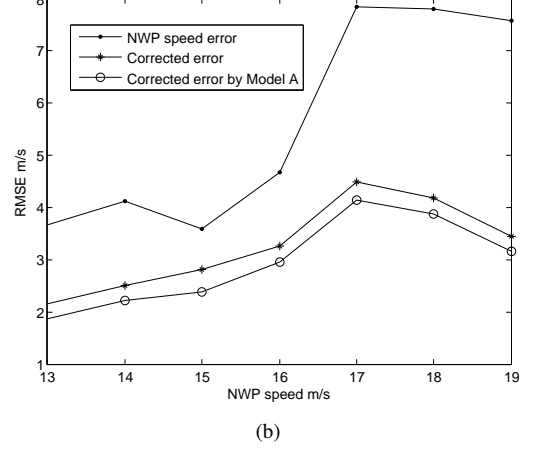 8
NWP speed error
Corrected error
Corrected error by Model A
7
6
5
4
3
2
1
RMSE m/s
13 14 15 16 17 18 19
NWP speed m/s
(b)